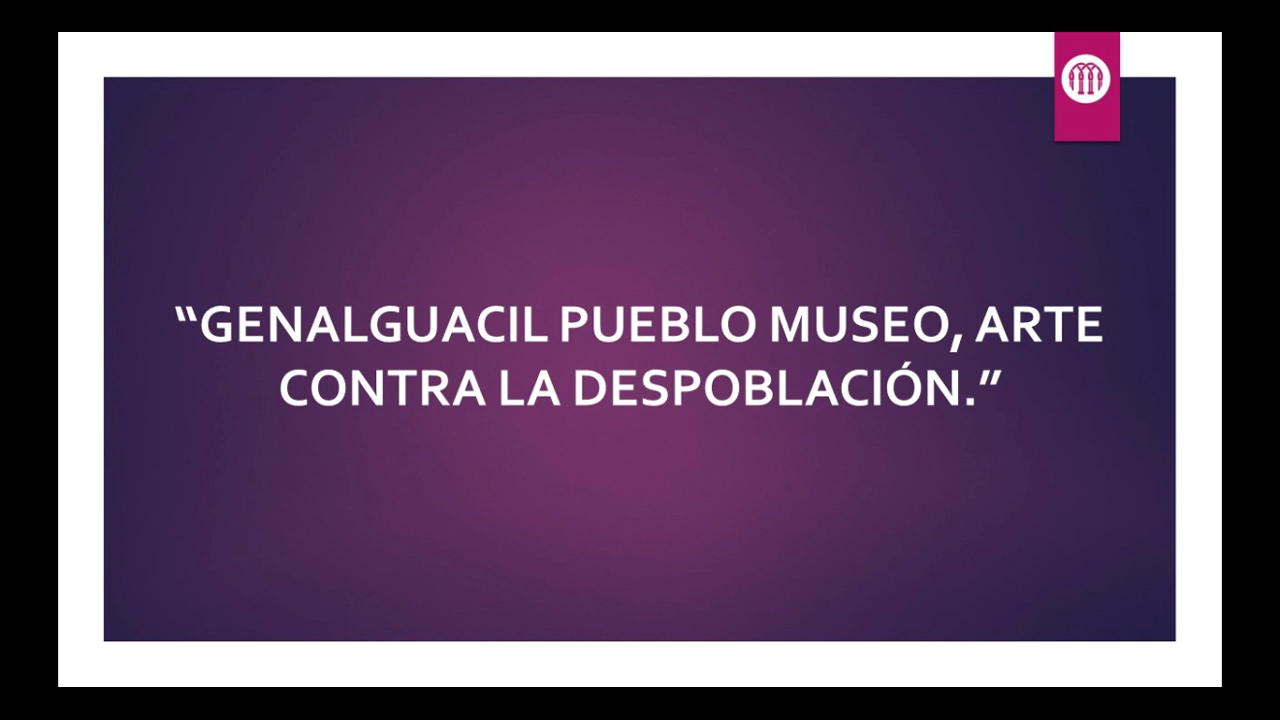 “GENALGUACIL PUEBLO MUSEO, ARTE
CONTRA LA DESPOBLACIÓN.”